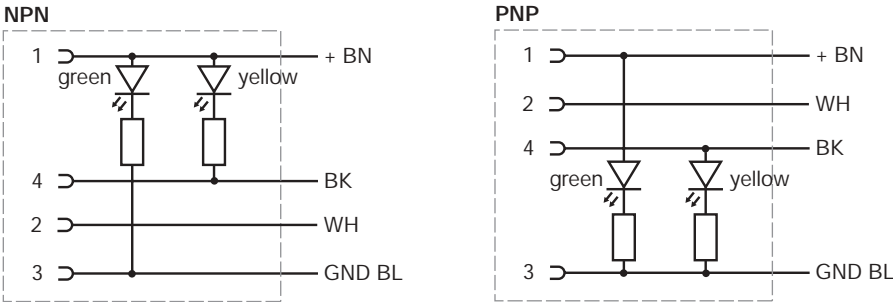 NPN
1 + BN
green yellow
4 BK
2 WH
3 GND BL
PNP
1 + BN
2 WH
4 BK
green yellow
3 GND BL